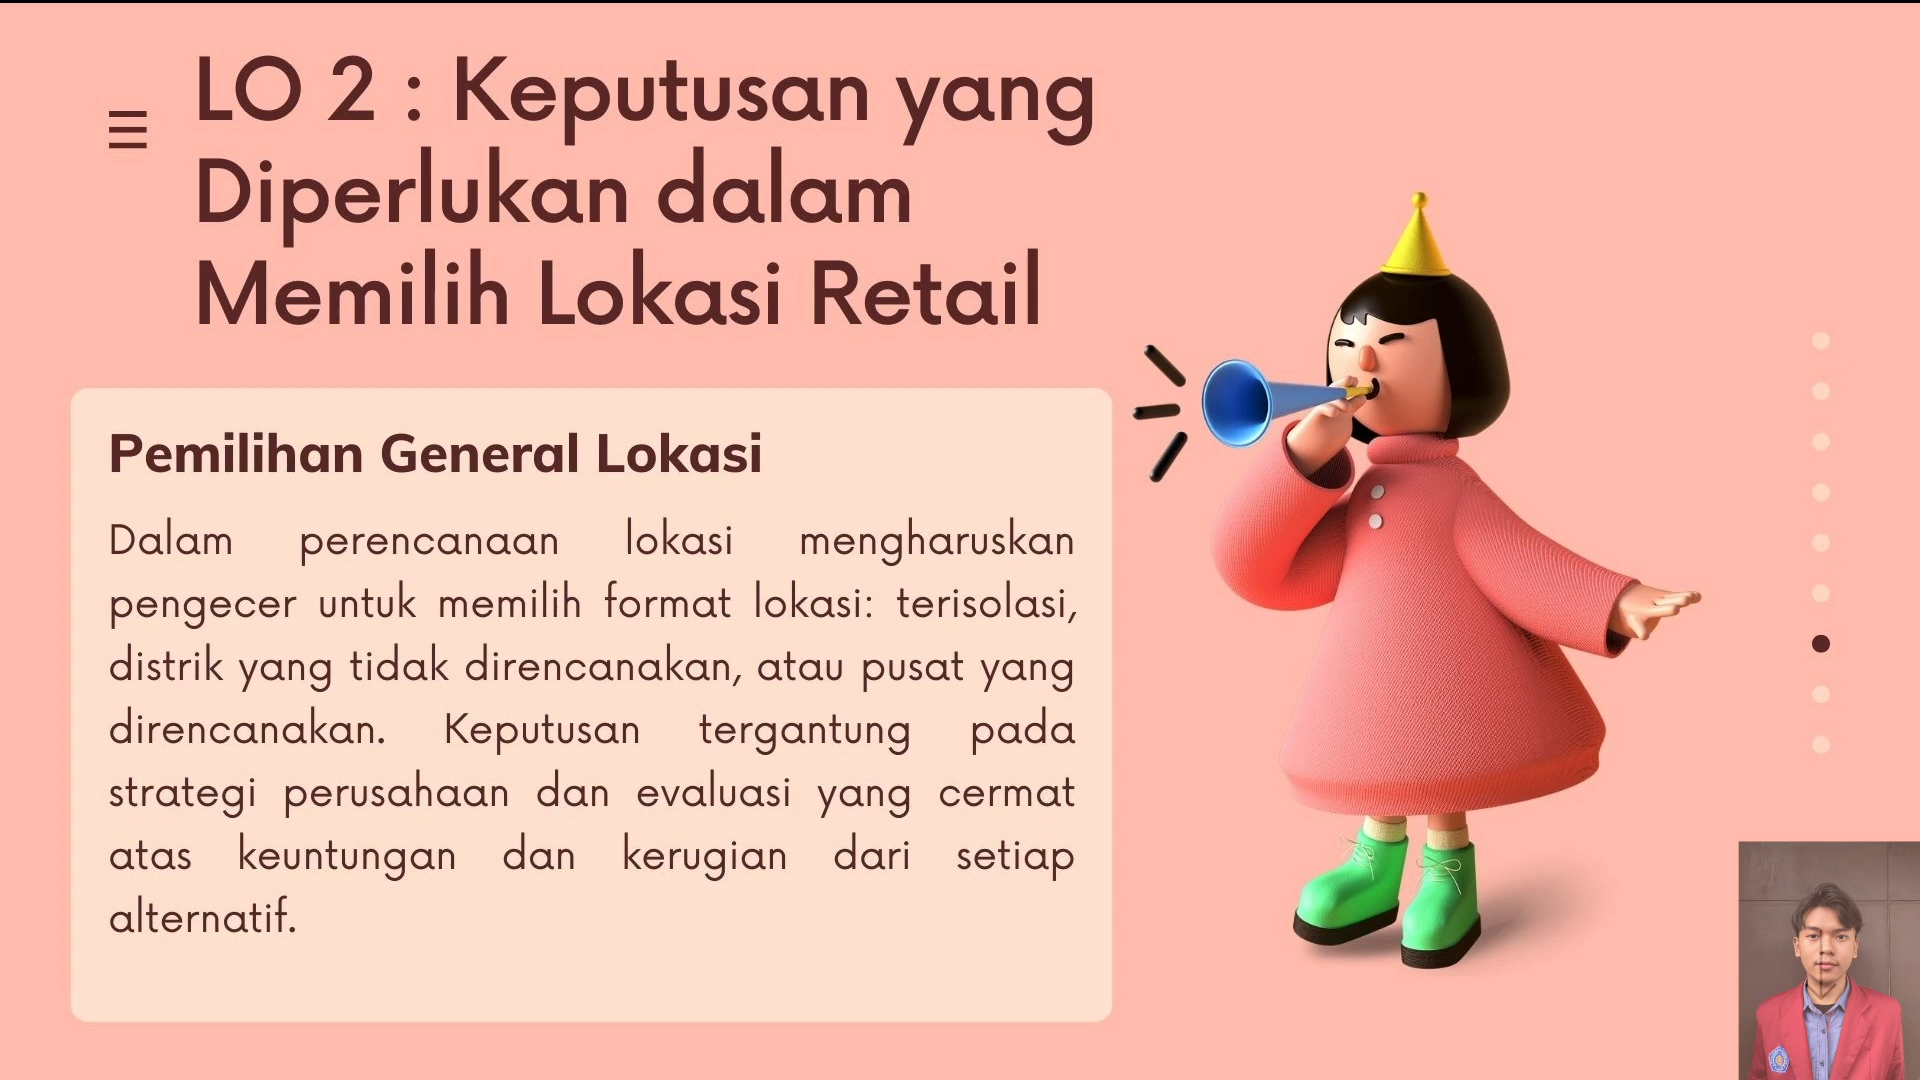 LO 2 : Keputusan yang
Diperlukan dalam
Memilih Lokasi Retail
Pemilihan General Lokasi
Dalam perencanaan lokasi mengharuskan
pengecer untuk memilih format lokasi: terisolasi,
distrik yang tidak direncanakan, atau pusat yang
direncanakan. Keputusan tergantung pada
strategi perusahaan dan evaluasi yang cermat
atas keuntungan dan kerugian dari setiap
alternatif.